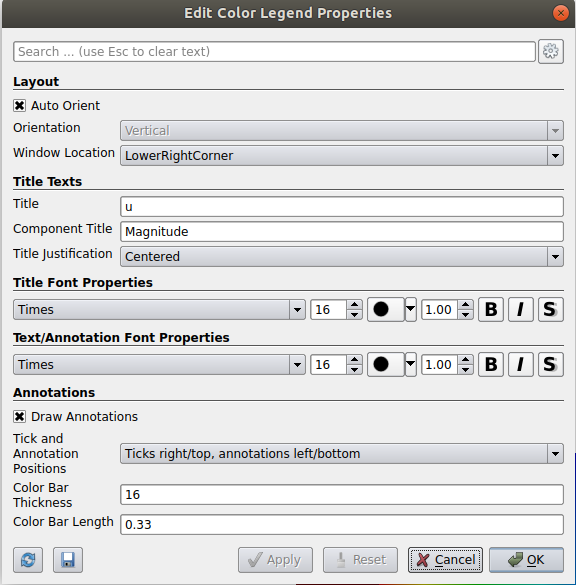 Edit Color Legend Properties
Search ... (use Esc to clear text)
Layout
Auto Orient
Orientation Vertical
Window Location LowerRightCorner
Title Texts
Title u
Component Title Magnitude
Title Justification Centered
Title Font Properties
Times 16 1.00 B I S
Text/Annotation Font Properties
Times 16 1.00 B I S
Annotations
Draw Annotations
Tick and
Annotation
Positions
Ticks right/top, annotations left/bottom
Color Bar
Thickness
16
Color Bar Length 0.33
Apply Reset Cancel OK